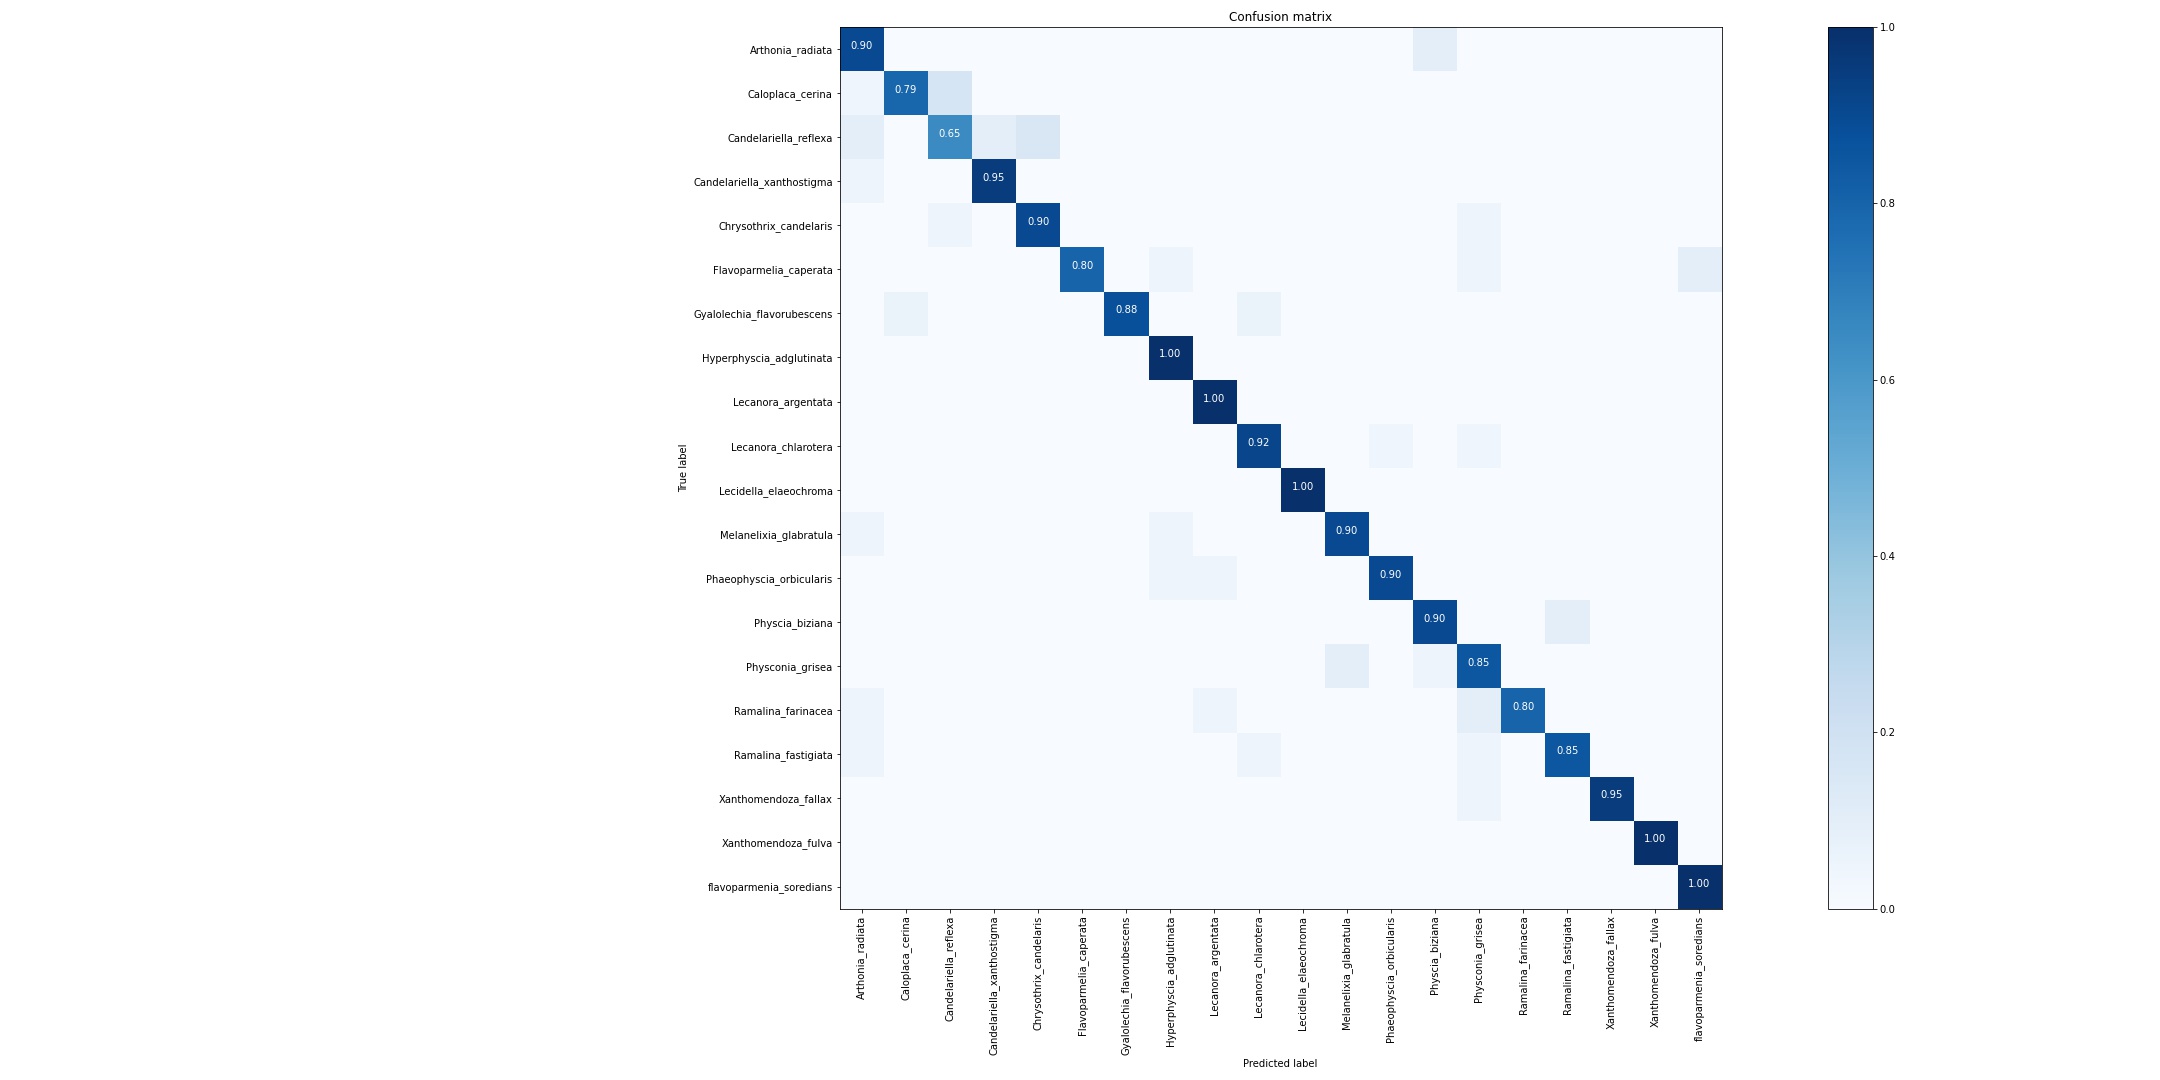 Confusion matrix
True label
Arthonia_radiata 0.90
Caloplaca_cerina 0.79
Candelariella_reflexa 0.65
Candelariella_xanthostigma 0.95
Chrysothrix_candelaris 0.90
Flavoparmelia_caperata 0.80
Gyalolechia_flavorubescens 0.88
Hyperphyscia_adglutinata 1.00
Lecanora_argentata 1.00
Lecanora_chlarotera 0.92
Lecidella_elaeochroma 1.00
Melanelixia_glabratula 0.90
Phaeophyscia_orbicularis 0.90
Physcia_biziana 0.90
Physconia_grisea 0.85
Ramalina_farinacea 0.80
Ramalina_fastigiata 0.85
Xanthomendoza_fallax 0.95
Xanthomendoza_fulva 1.00
flavoparmenia_soredians 1.00
Arthonia_radiata
Caloplaca_cerina
Candelariella_reflexa
Candelariella_xanthostigma
Chrysothrix_candelaris
Flavoparmelia_caperata
Gyalolechia_flavorubescens
Hyperphyscia_adglutinata
Lecanora_argentata
Lecanora_chlarotera
Lecidella_elaeochroma
Melanelixia_glabratula
Phaeophyscia_orbicularis
Physcia_biziana
Physconia_grisea
Ramalina_farinacea
Ramalina_fastigiata
Xanthomendoza_fallax
Xanthomendoza_fulva
flavoparmenia_soredians
Predicted label
1.0
0.8
0.6
0.4
0.2
0.0